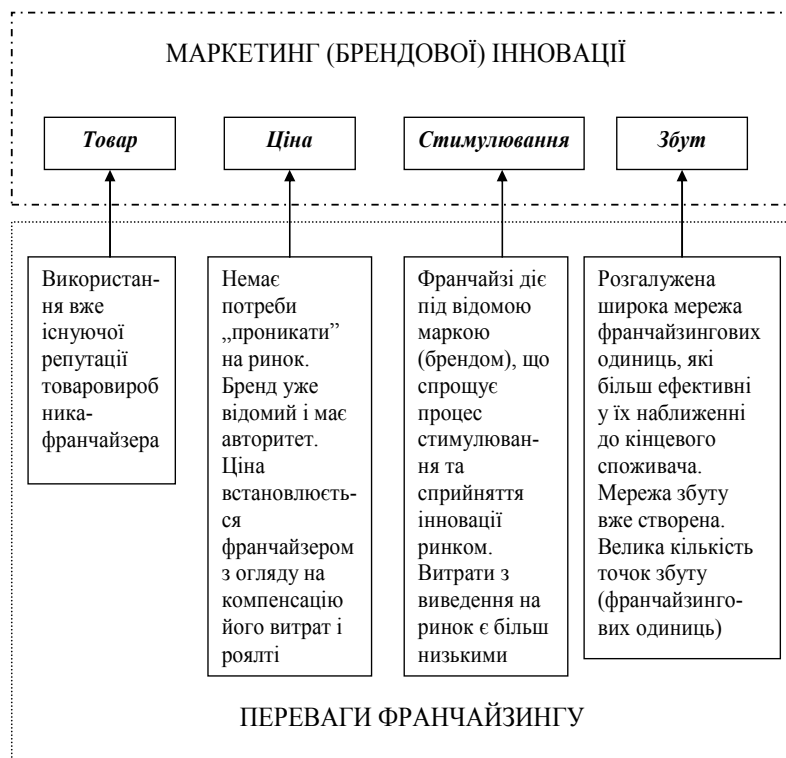 МАРКЕТИНГ (БРЕНДОВОЇ) ІННОВАЦІЇ
Товар
Ціна
Стимулювання
Збут
Використан-
ня вже
існуючої
репутації
товаровироб
ника-
франчайзера
Немає
потреби
„проникати”
на ринок.
Бренд уже
відомий і має
авторитет.
Ціна
встановлюєть-
ся
франчайзером
з огляду на
компенсацію
його витрат і
роялті
Франчайзі діє
під відомою
маркою
(брендом), що
спрощує
процес
стимулюван-
ня та
сприйняття
інновації
ринком.
Витрати з
виведення на
ринок є більш
низькими
Розгалужена
широка мережа
франчайзингових
одиниць, які
більш ефективні
у їх наближенні
до кінцевого
споживача.
Мережа збуту
вже створена.
Велика кількість
точок збуту
(франчайзинго-
вих одиниць)
ПЕРЕВАГИ ФРАНЧАЙЗИНГУ